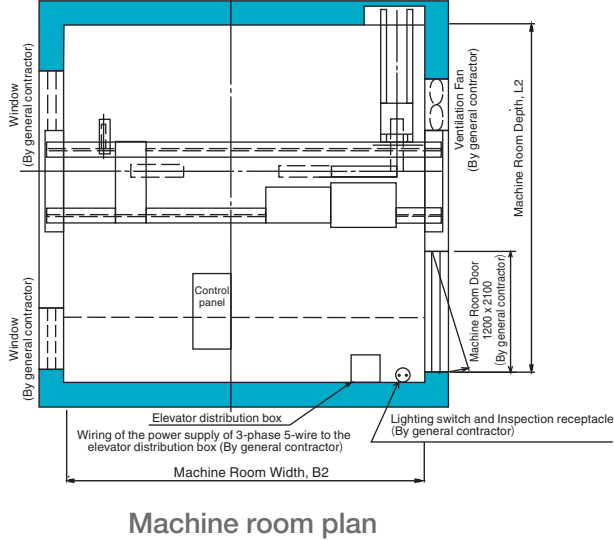 Window
(By general contractor)
Ventilation Fan
(By general contractor)
Machine Room Depth, L2
Control
panel
Window
(By general contractor)
Machine Room Door
1200 x 2100
(By general contractor)
Elevator distribution box
Wiring of the power supply of 3-phase 5-wire to the
elevator distribution box (By general contractor)
Lighting switch and Inspection receptacle
(By general contractor)
Machine Room Width, B2
Machine room plan